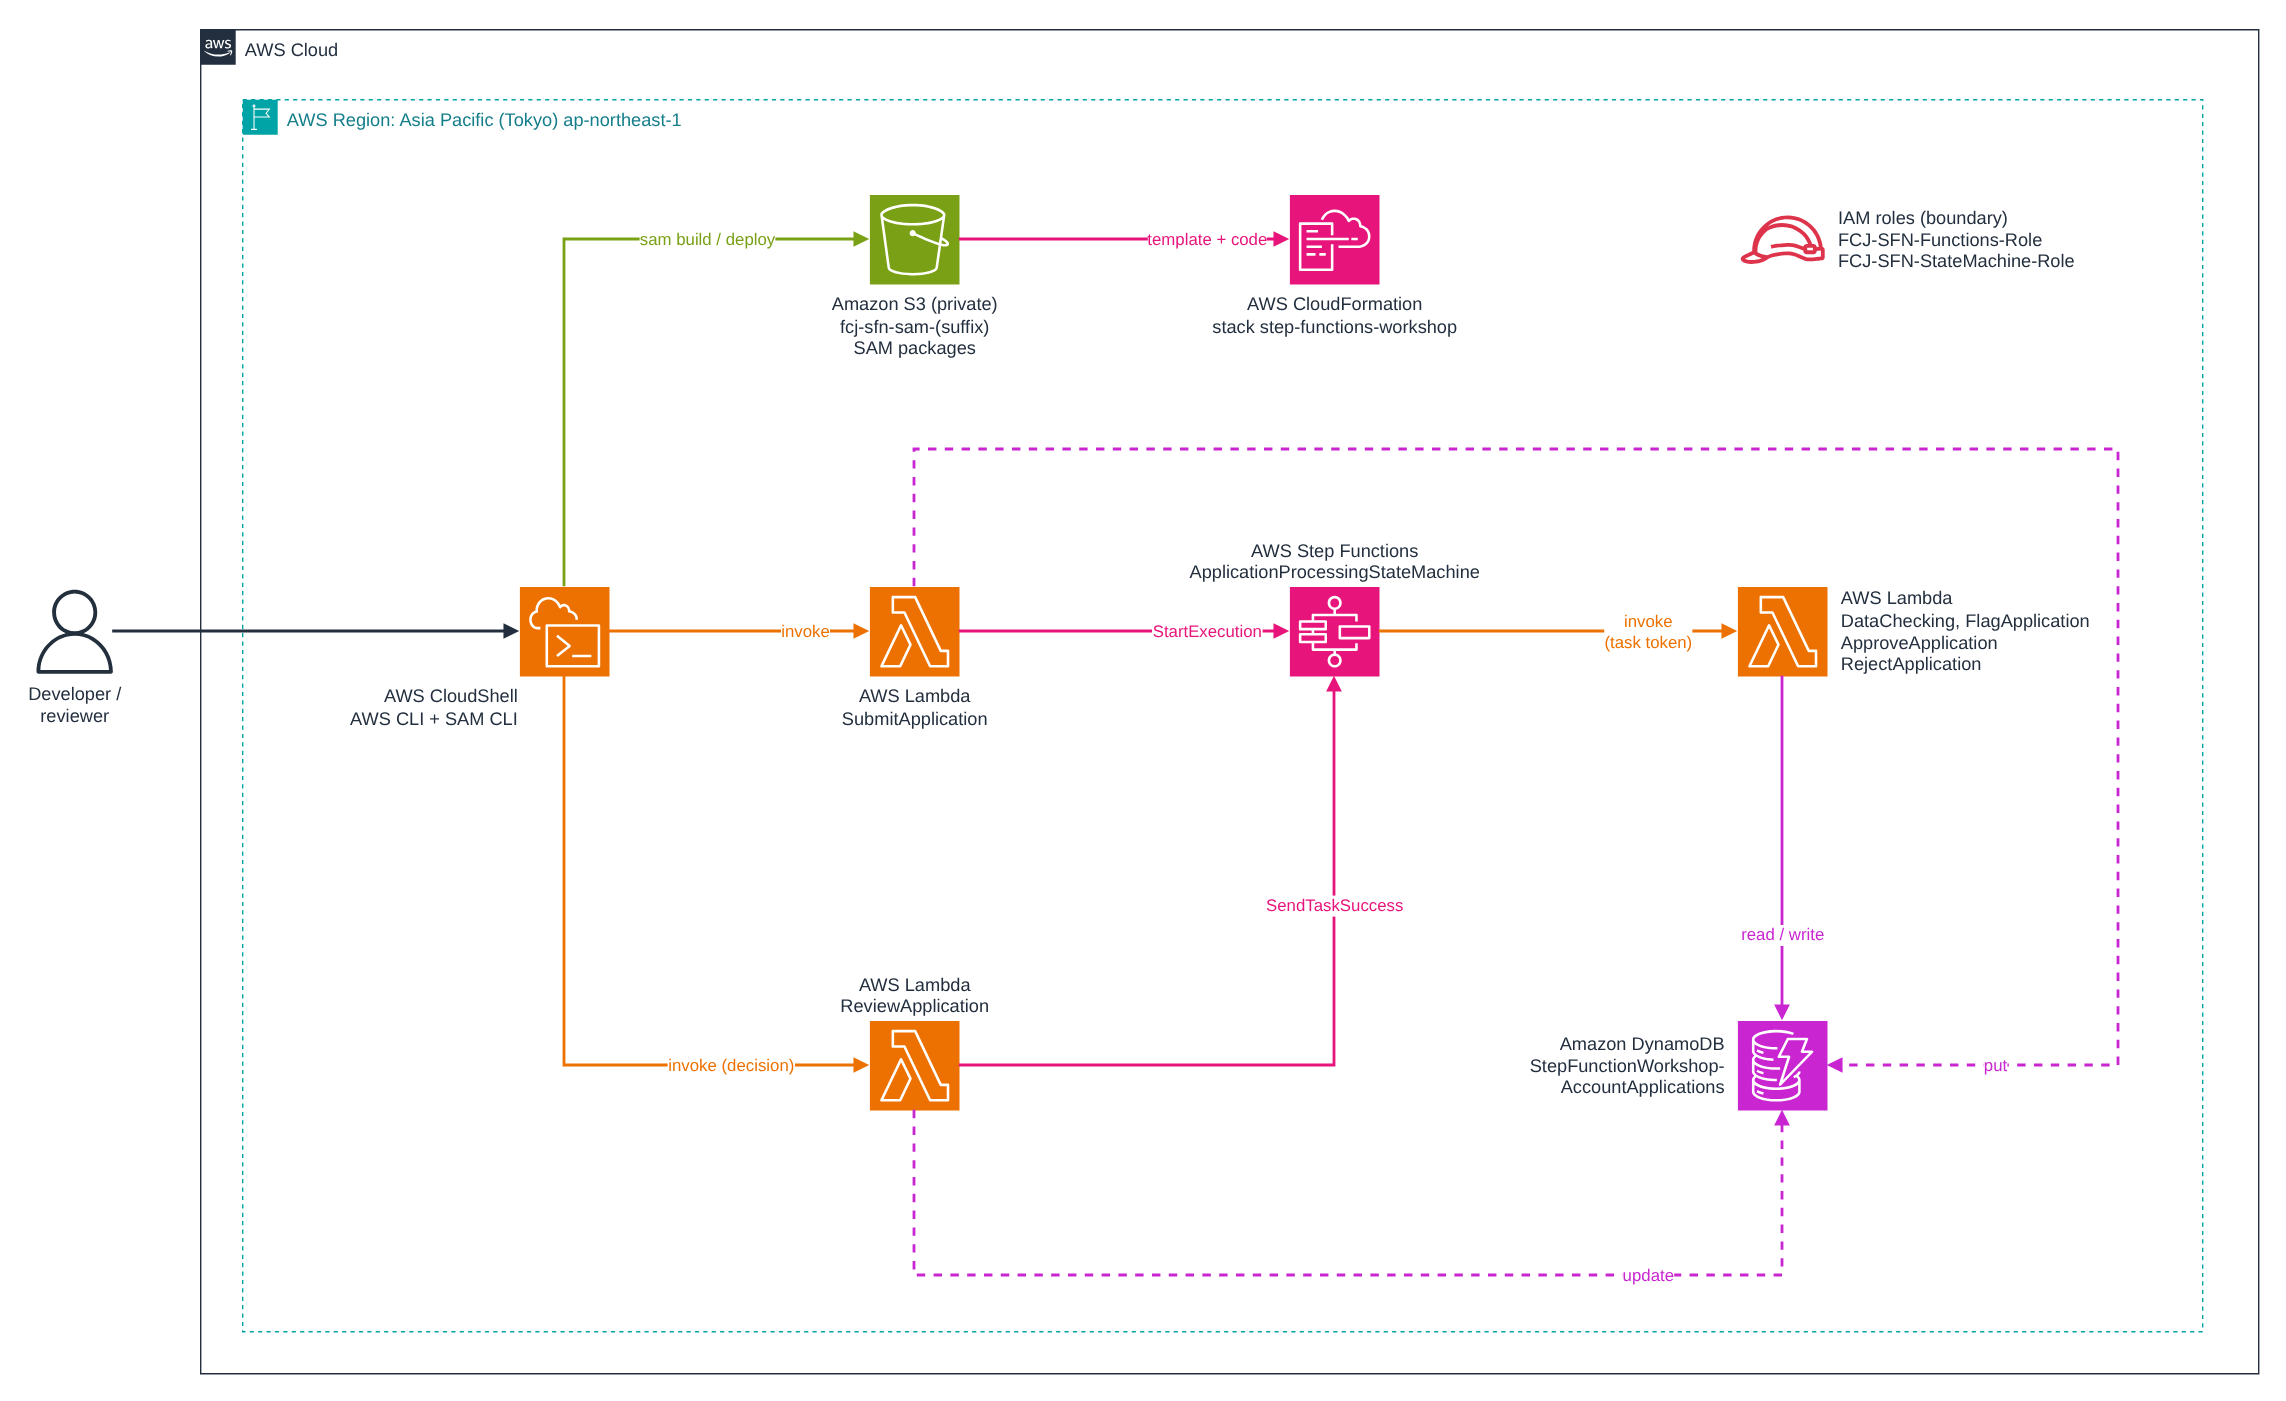 aws
AWS Cloud
AWS Region: Asia Pacific (Tokyo) ap-northeast-1
sam build / deploy
template + code
IAM roles (boundary)
FCJ-SFN-Functions-Role
FCJ-SFN-StateMachine-Role
Amazon S3 (private)
fcj-sfn-sam-(suffix)
SAM packages
AWS CloudFormation
stack step-functions-workshop
AWS Step Functions
ApplicationProcessingStateMachine
invoke
StartExecution
invoke
(task token)
AWS Lambda
DataChecking, FlagApplication
ApproveApplication
RejectApplication
Developer /
reviewer
AWS CloudShell
AWS CLI + SAM CLI
AWS Lambda
SubmitApplication
SendTaskSuccess
read / write
AWS Lambda
ReviewApplication
invoke (decision)
Amazon DynamoDB
StepFunctionWorkshop-
AccountApplications
put
update